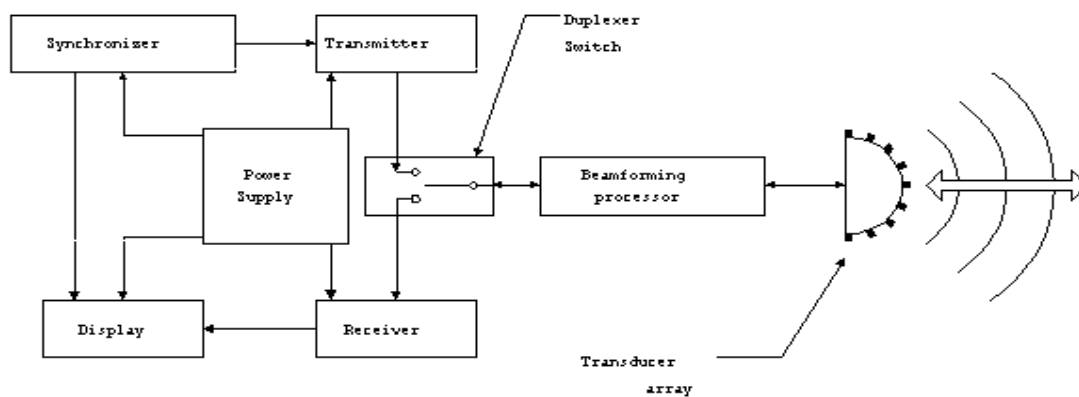 Synchronizer
Transmitter
Duplexer
Switch
Power
Supply
Beamforming
processor
Display
Receiver
Transducer
array